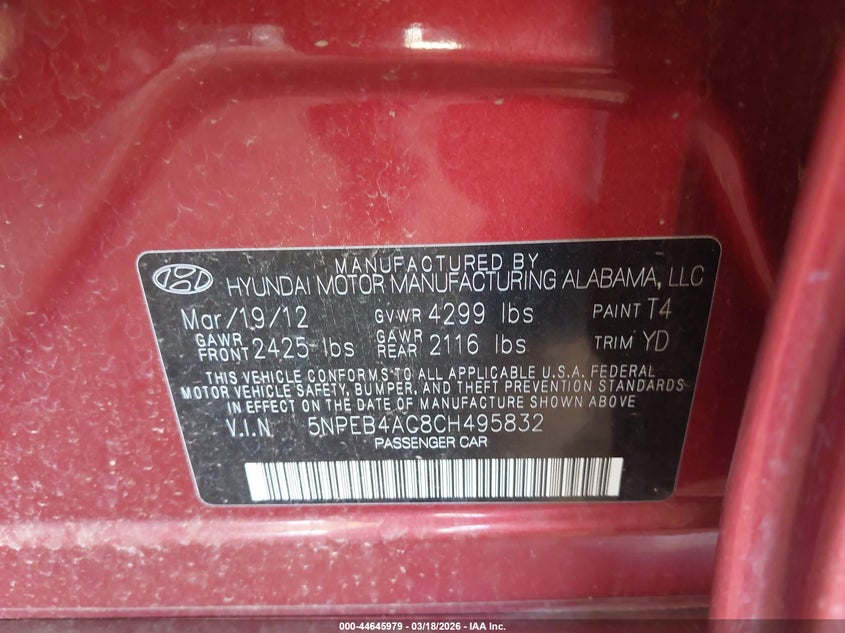 MANUFACTURED BY
HYUNDAI MOTOR MANUFACTURING ALABAMA, LLC
Mar/19/12 GVWR 4299 lbs PAINT T4
GAWR FRONT 2425 lbs GAWR REAR 2116 lbs TRIM YD
THIS VEHICLE CONFORMS TO ALL APPLICABLE U.S.A. FEDERAL
MOTOR VEHICLE SAFETY, BUMPER, AND THEFT PREVENTION STANDARDS
IN EFFECT ON THE DATE OF MANUFACTURE SHOWN ABOVE.
V.I.N 5NPEB4AC8CH495832
PASSENGER CAR
000-44645979 — 03/18/2026 — IAA Inc.